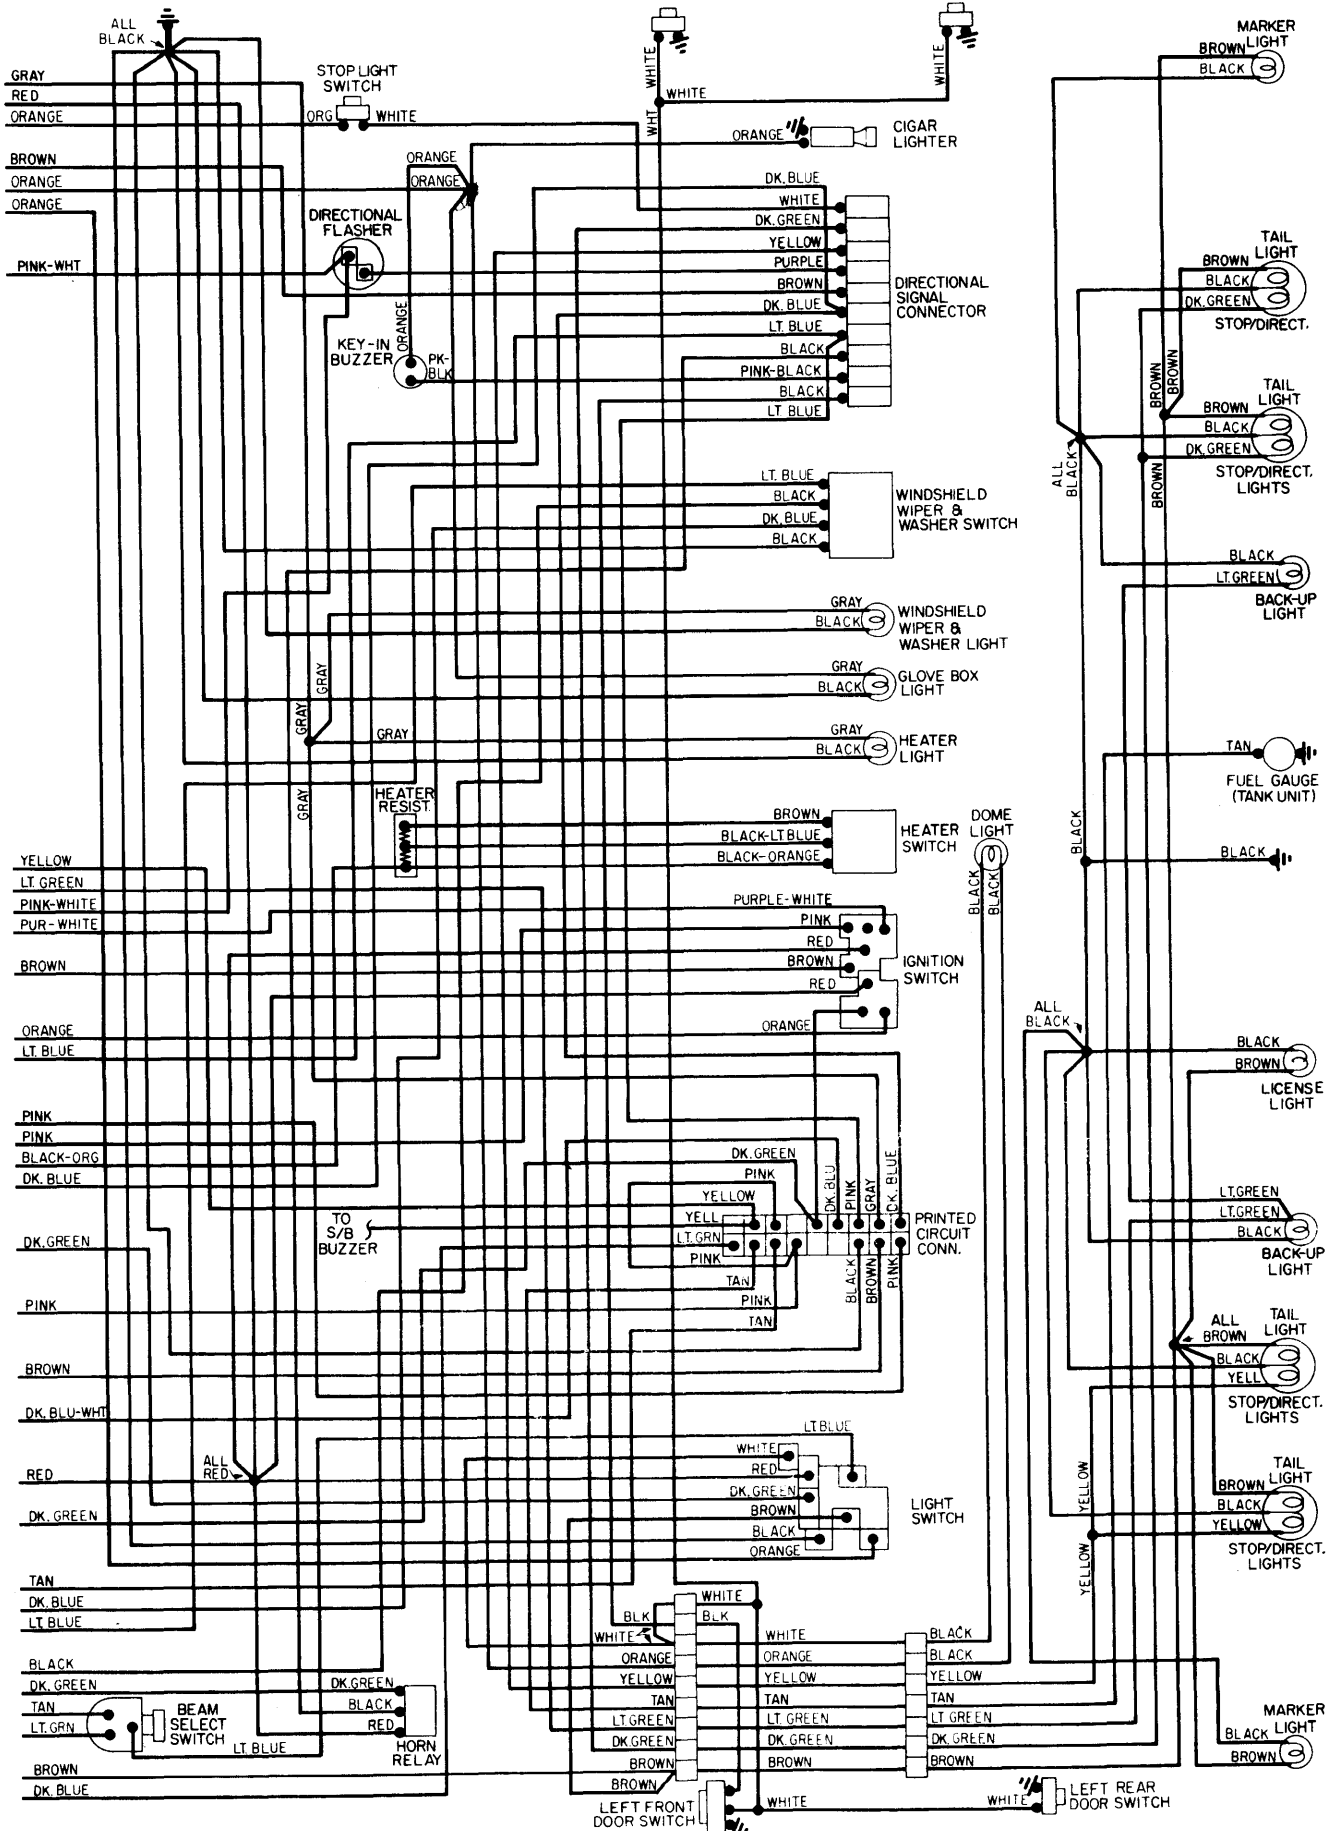 ALL
BLACK
GRAY
RED
ORANGE
STOP LIGHT
SWITCH
ORG
WHITE
BROWN
ORANGE
ORANGE
ORANGE
ORANGE
DIRECTIONAL
FLASHER
PINK-WHT
KEY-IN
BUZZER
ORANGE
PK-
BLK
WHITE
WHITE
WHT
WHITE
ORANGE
CIGAR
LIGHTER
DK. BLUE
WHITE
DK. GREEN
YELLOW
PURPLE
BROWN
DK. BLUE
LT. BLUE
BLACK
PINK-BLACK
BLACK
LT. BLUE
DIRECTIONAL
SIGNAL
CONNECTOR
LT. BLUE
BLACK
DK. BLUE
BLACK
WINDSHIELD
WIPER &
WASHER SWITCH
GRAY
BLACK
WINDSHIELD
WIPER &
WASHER LIGHT
GRAY
BLACK
GLOVE BOX
LIGHT
GRAY
GRAY
GRAY
GRAY
BLACK
HEATER
LIGHT
GRAY
HEATER
RESIST.
BROWN
BLACK-LT BLUE
BLACK-ORANGE
HEATER
SWITCH
DOME
LIGHT
BLACK
BLACK
YELLOW
LT. GREEN
PINK-WHITE
PUR-WHITE
BROWN
PURPLE-WHITE
PINK
RED
BROWN
RED
ORANGE
IGNITION
SWITCH
ORANGE
LT. BLUE
PINK
PINK
BLACK-ORG
DK. BLUE
DK. GREEN
PINK
YELLOW
YELL
LT. GRN
PINK
TAN
PINK
TAN
DK. BLU
PINK
GRAY
DK. BLUE
BLACK
BROWN
PINK
PRINTED
CIRCUIT
CONN.
TO
S/B
BUZZER
DK. GREEN
PINK
BROWN
DK. BLU-WHT
RED
ALL
RED
DK. GREEN
LT BLUE
WHITE
RED
DK. GREEN
BROWN
BLACK
ORANGE
LIGHT
SWITCH
TAN
DK. BLUE
LT. BLUE
BLACK
DK. GREEN
TAN
LT. GRN
BEAM
SELECT
SWITCH
LT. BLUE
DK. GREEN
BLACK
RED
HORN
RELAY
BROWN
DK. BLUE
WHITE
BLK
BLK
WHITE
ORANGE
YELLOW
TAN
LT. GREEN
DK. GREEN
BROWN
BROWN
WHITE
ORANGE
YELLOW
TAN
LT. GREEN
DK. GREEN
BROWN
BLACK
BLACK
YELLOW
TAN
LT GREEN
DK. GREEN
BROWN
LEFT FRONT
DOOR SWITCH
WHITE
WHITE
LEFT REAR
DOOR SWITCH
MARKER
LIGHT
BROWN
BLACK
TAIL
LIGHT
BROWN
BLACK
DK. GREEN
STOP/DIRECT.
BROWN
BROWN
TAIL
LIGHT
BROWN
BLACK
DK. GREEN
STOP/DIRECT.
LIGHTS
ALL
BLACK
BROWN
BLACK
LT. GREEN
BACK-UP
LIGHT
TAN
FUEL GAUGE
(TANK UNIT)
BLACK
BLACK
ALL
BLACK
BLACK
BROWN
LICENSE
LIGHT
LT. GREEN
LT. GREEN
BLACK
BACK-UP
LIGHT
ALL
BROWN
TAIL
LIGHT
BLACK
YELL
STOP/DIRECT.
LIGHTS
TAIL
LIGHT
BROWN
BLACK
YELLOW
STOP/DIRECT.
LIGHTS
YELLOW
YELLOW
MARKER
LIGHT
BLACK
BROWN